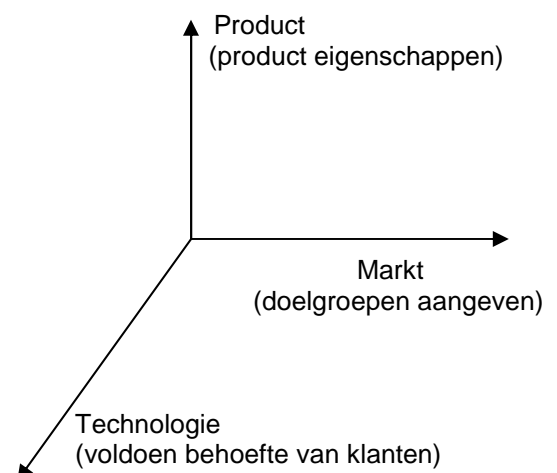 Product
(product eigenschappen)
Markt
(doelgroepen aangeven)
Technologie
(voldoen behoefte van klanten)